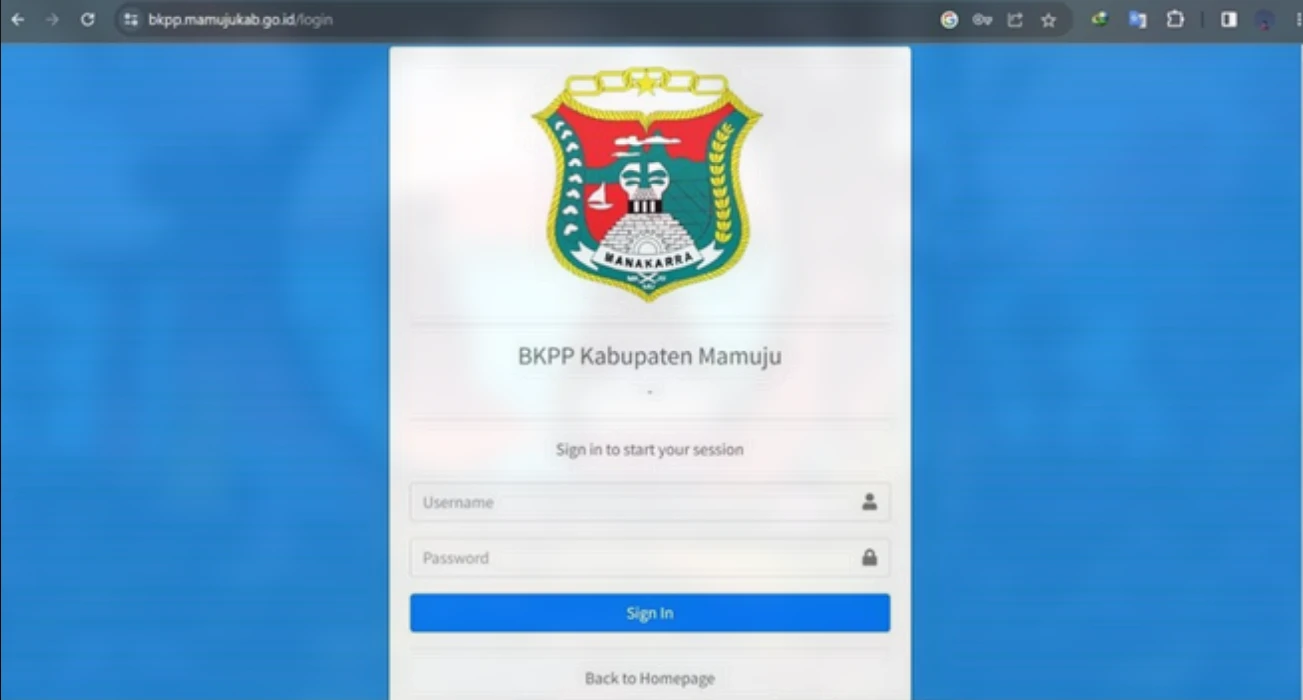 bkpp.mamujukab.go.id/login
MANAKARRA
BKPP Kabupaten Mamuju
-
Sign in to start your session
Username
Password
Sign In
Back to Homepage